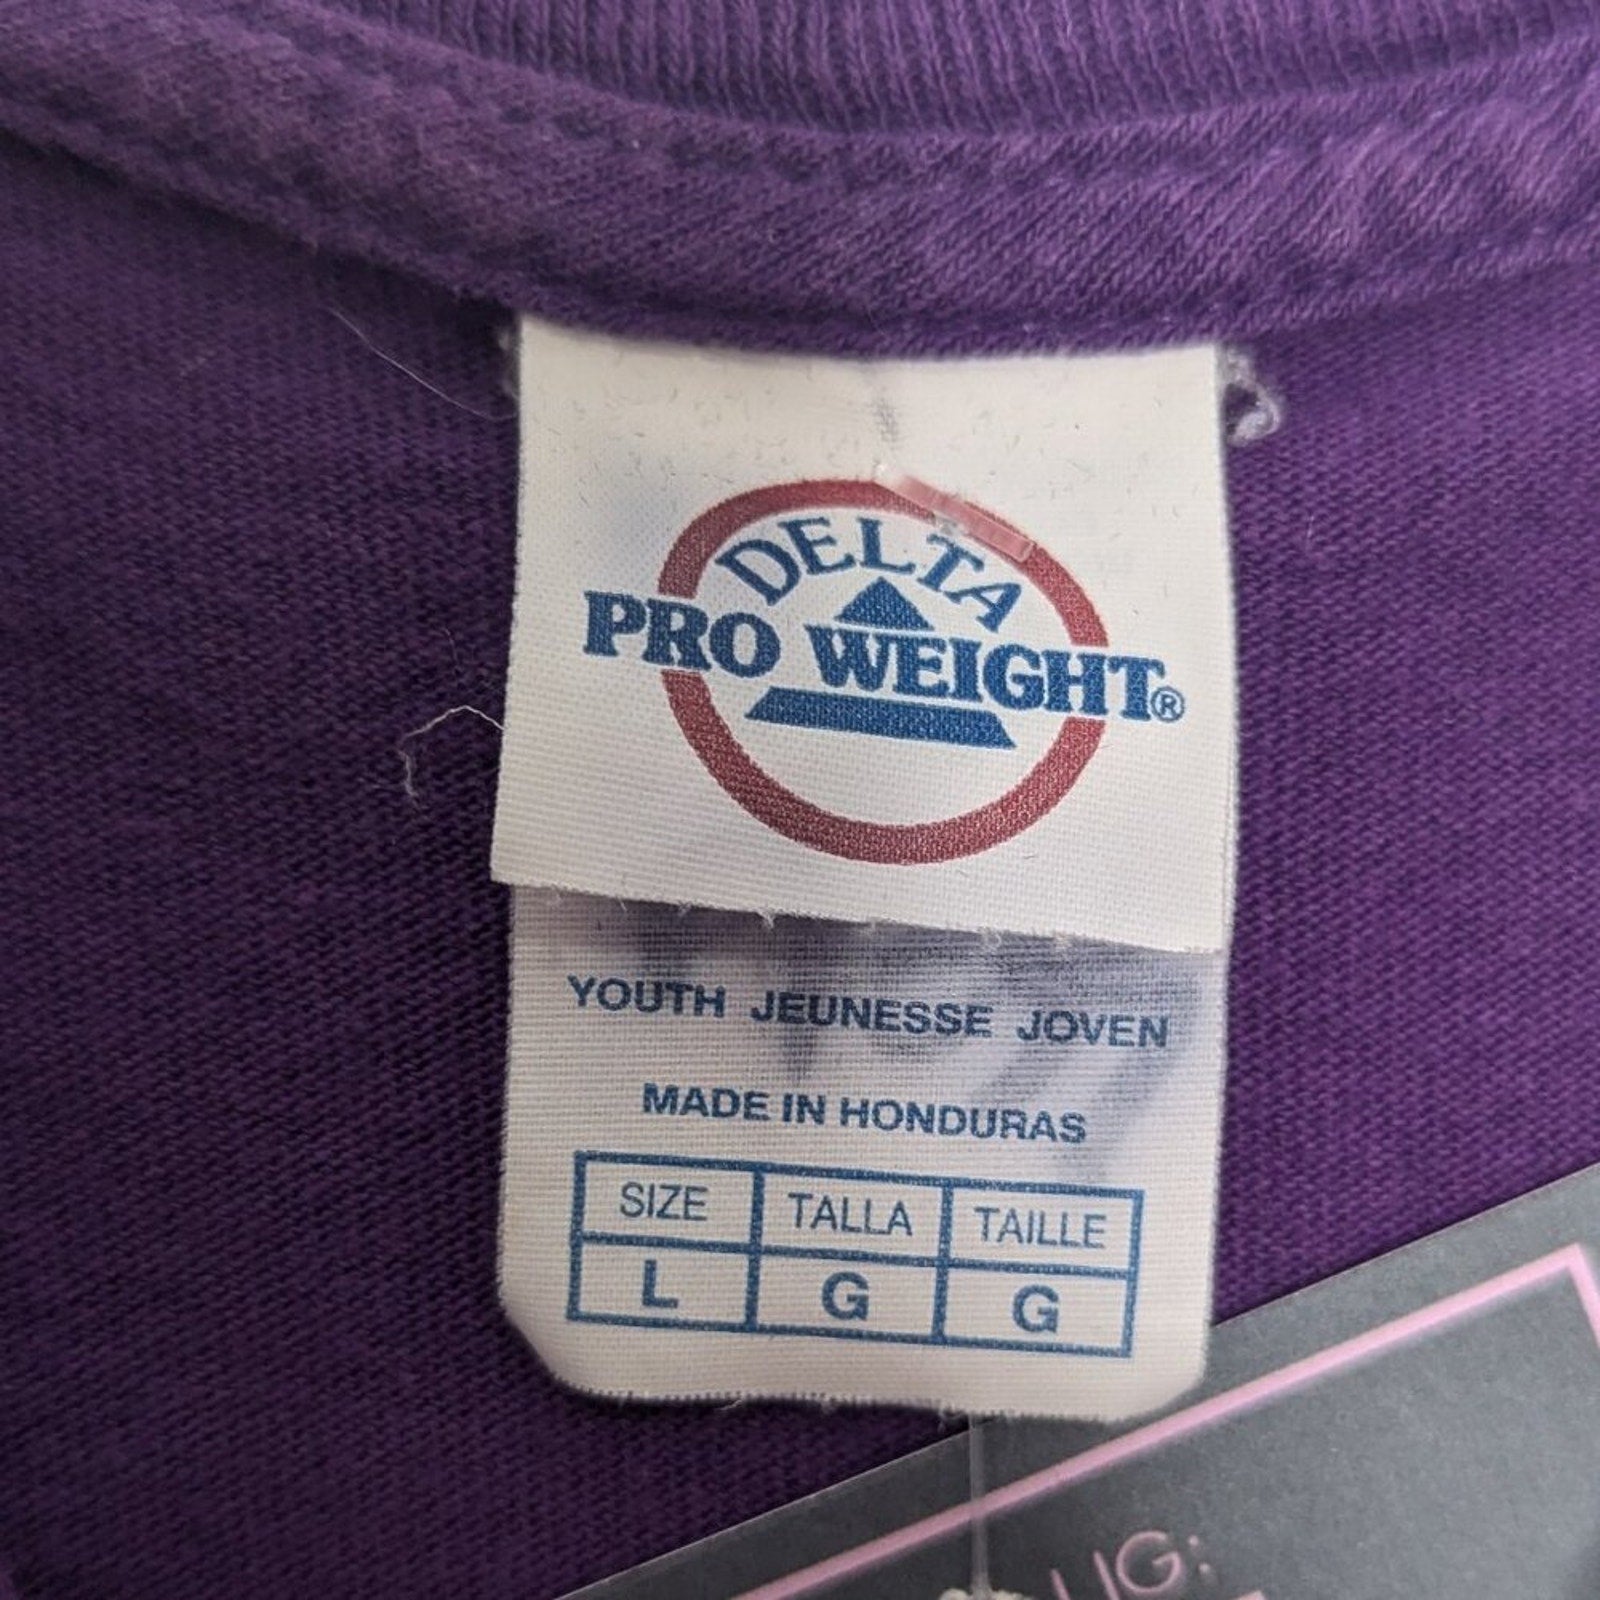 DELTA
PRO WEIGHT®
YOUTH JEUNESSE JOVEN
MADE IN HONDURAS
SIZE TALLA TAILLE
L G G